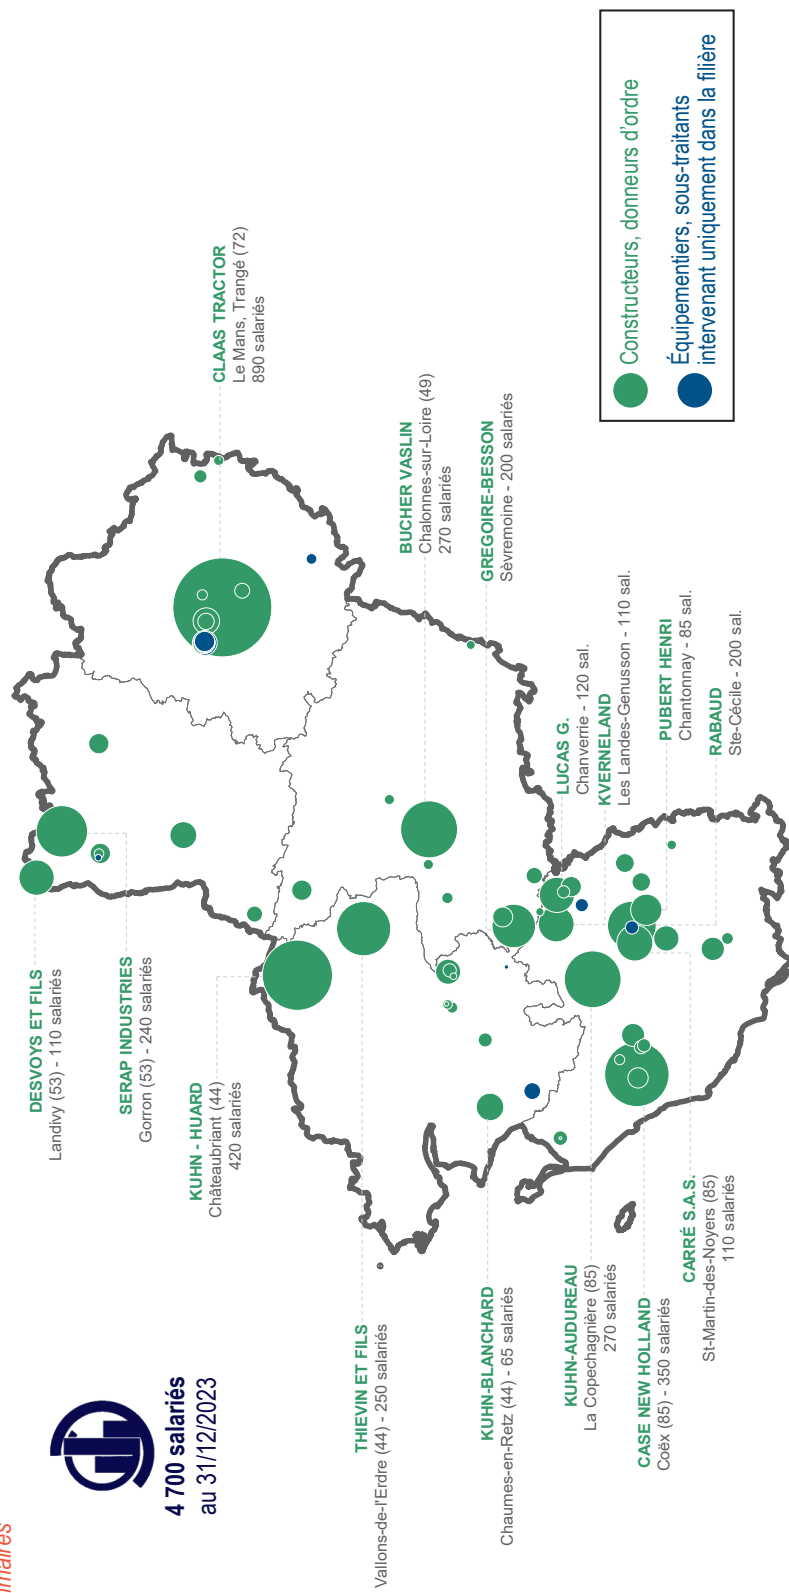 4 700 salariés
au 31/12/2023
DESVOYS ET FILS
Landivy (53) - 110 salariés
SERAP INDUSTRIES
Gorron (53) - 240 salariés
KUHN - HUARD
Châteaubriant (44)
420 salariés
THIEVIN ET FILS
Vallons-de-l'Erdre (44) - 250 salariés
KUHN-BLANCHARD
Chaumes-en-Retz (44) - 65 salariés
KUHN-AUDUREAU
La Copechagnière (85)
270 salariés
CASE NEW HOLLAND
Coëx (85) - 350 salariés
CARRÉ S.A.S.
St-Martin-des-Noyers (85)
110 salariés
CLAAS TRACTOR
Le Mans, Trangé (72)
890 salariés
BUCHER VASLIN
Chalonnes-sur-Loire (49)
270 salariés
GREGOIRE-BESSON
Sèvremoine - 200 salariés
LUCAS G.
Chanverrie - 120 sal.
KVERNELAND
Les Landes-Genusson - 110 sal.
PUBERT HENRI
Chantonnay - 85 sal.
RABAUD
Ste-Cécile - 200 sal.
Constructeurs, donneurs d'ordre
Équipementiers, sous-traitants
intervenant uniquement dans la filière